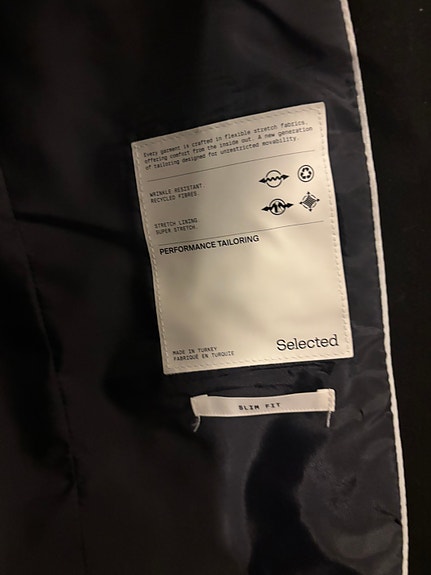 Every garment is crafted in flexible stretch fabrics,
offering comfort from the inside out. A new generation
of tailoring designed for unrestricted movability.
WRINKLE RESISTANT.
RECYCLED FIBRES.
STRETCH LINING
SUPER STRETCH.
PERFORMANCE TAILORING
MADE IN TURKEY
FABRIQUÉ EN TURQUIE
Selected
SLIM FIT